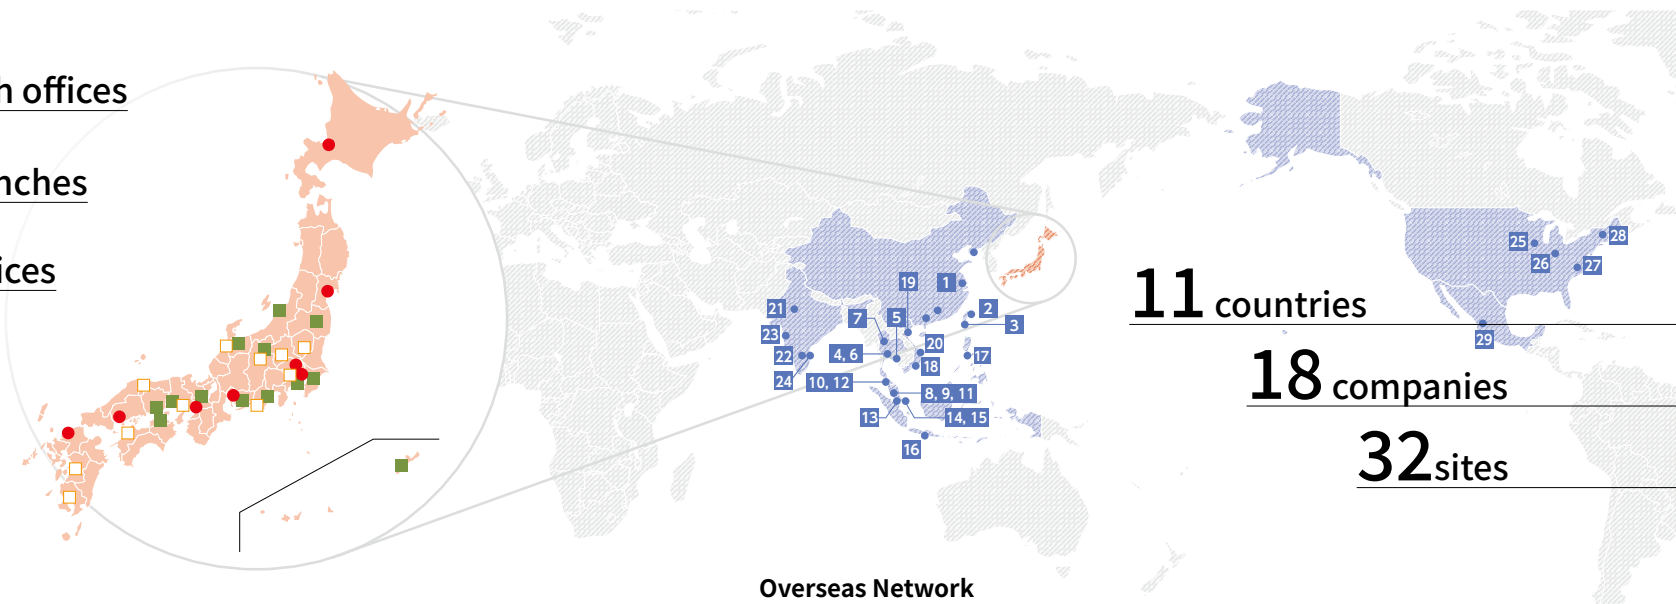 h offices
nches
ices
11 countries
18 companies
32sites
1
2
3
4, 6
5
7
8, 9, 11
10, 12
13
14, 15
16
17
18
19
20
21
22
23
24
25
26
27
28
29
Overseas Network